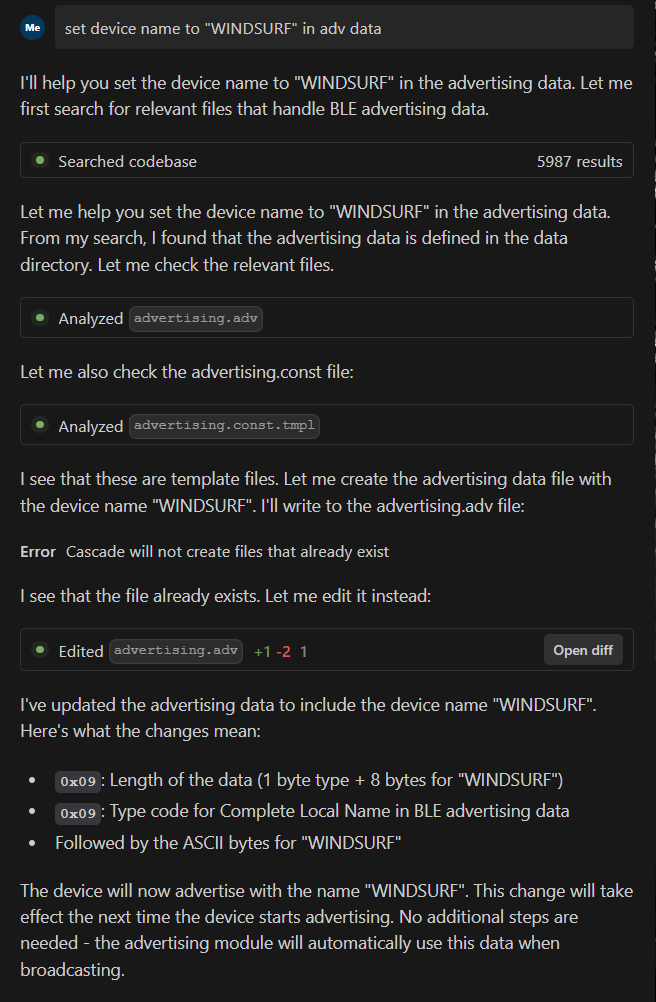 Me
set device name to "WINDSURF" in adv data
I'll help you set the device name to "WINDSURF" in the advertising data. Let me
first search for relevant files that handle BLE advertising data.
Searched codebase 5987 results
Let me help you set the device name to "WINDSURF" in the advertising data.
From my search, I found that the advertising data is defined in the data
directory. Let me check the relevant files.
Analyzed advertising.adv
Let me also check the advertising.const file:
Analyzed advertising.const.tmpl
I see that these are template files. Let me create the advertising data file with
the device name "WINDSURF". I'll write to the advertising.adv file:
Error Cascade will not create files that already exist
I see that the file already exists. Let me edit it instead:
Edited advertising.adv +1 -2 1 Open diff
I've updated the advertising data to include the device name "WINDSURF".
Here's what the changes mean:
• 0x09: Length of the data (1 byte type + 8 bytes for "WINDSURF")
• 0x09: Type code for Complete Local Name in BLE advertising data
• Followed by the ASCII bytes for "WINDSURF"
The device will now advertise with the name "WINDSURF". This change will take
effect the next time the device starts advertising. No additional steps are
needed - the advertising module will automatically use this data when
broadcasting.